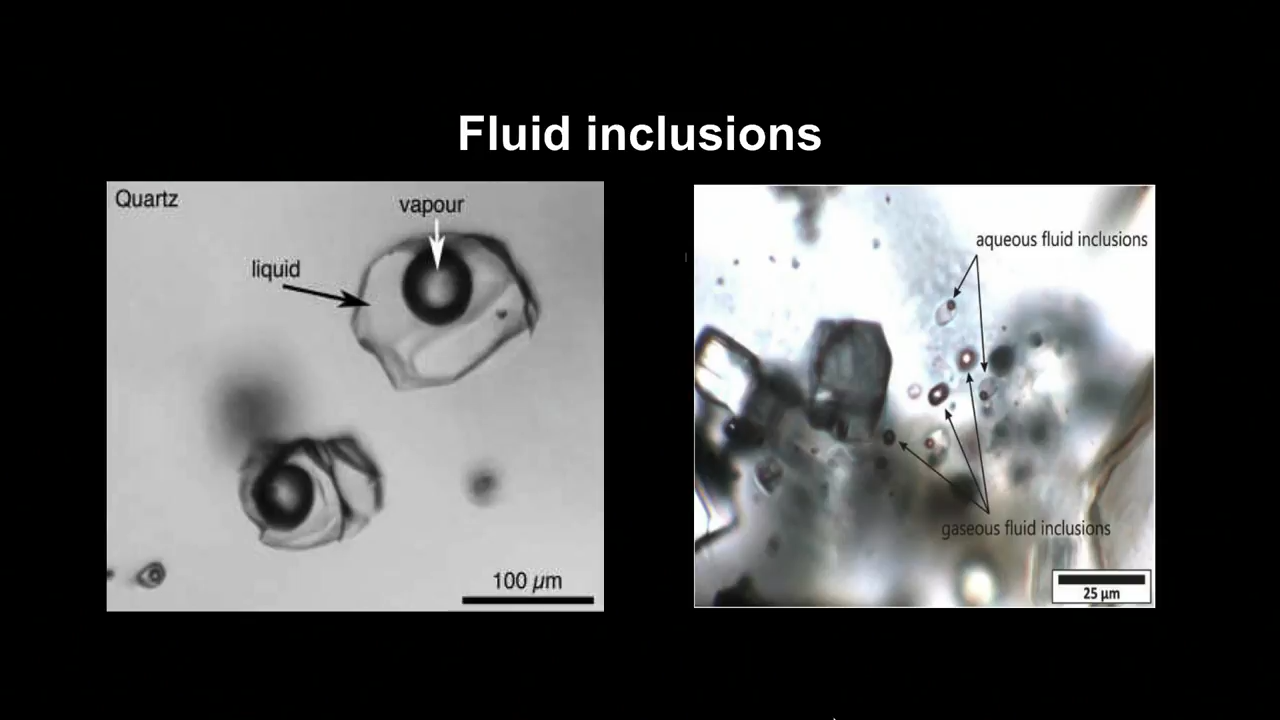 Fluid inclusions
Quartz
vapour
liquid
100 µm
aqueous fluid inclusions
gaseous fluid inclusions
25 µm